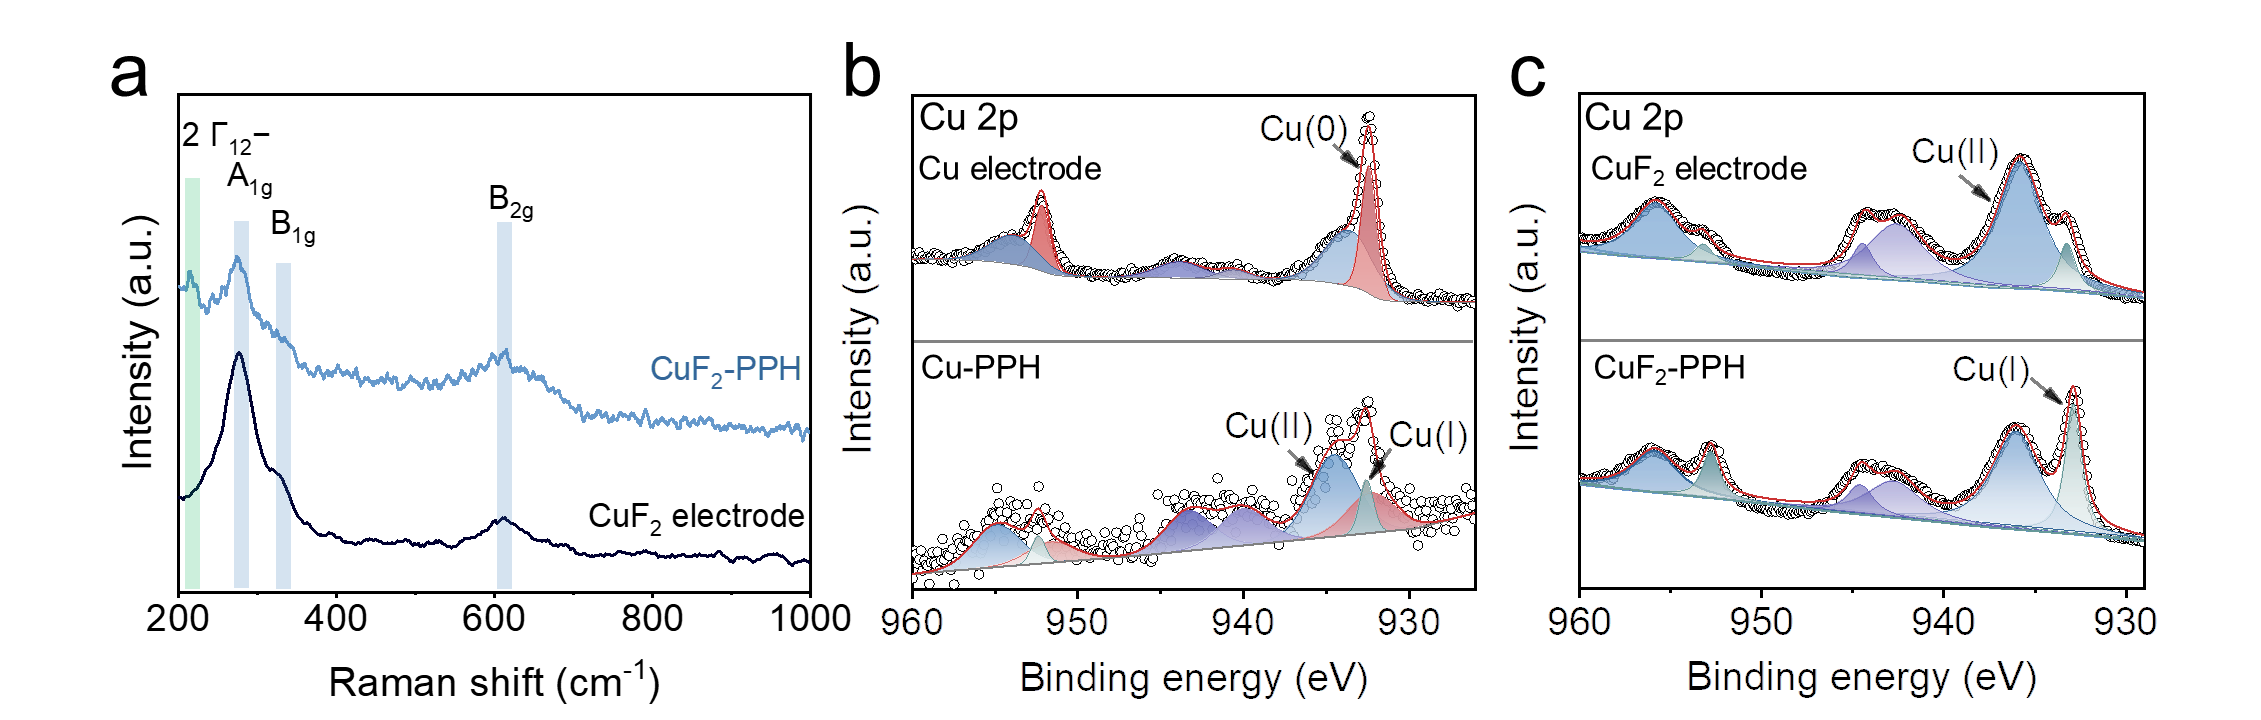 a
2 Γ₁₂−
A₁g
B₁g
B₂g
CuF₂-PPH
CuF₂ electrode
Intensity (a.u.)
200 400 600 800 1000
Raman shift (cm⁻¹)
b
Cu 2p
Cu electrode
Cu(0)
Cu-PPH
Cu(II)
Cu(I)
Intensity (a.u.)
960 950 940 930
Binding energy (eV)
c
Cu 2p
CuF₂ electrode
Cu(II)
CuF₂-PPH
Cu(I)
Intensity (a.u.)
960 950 940 930
Binding energy (eV)